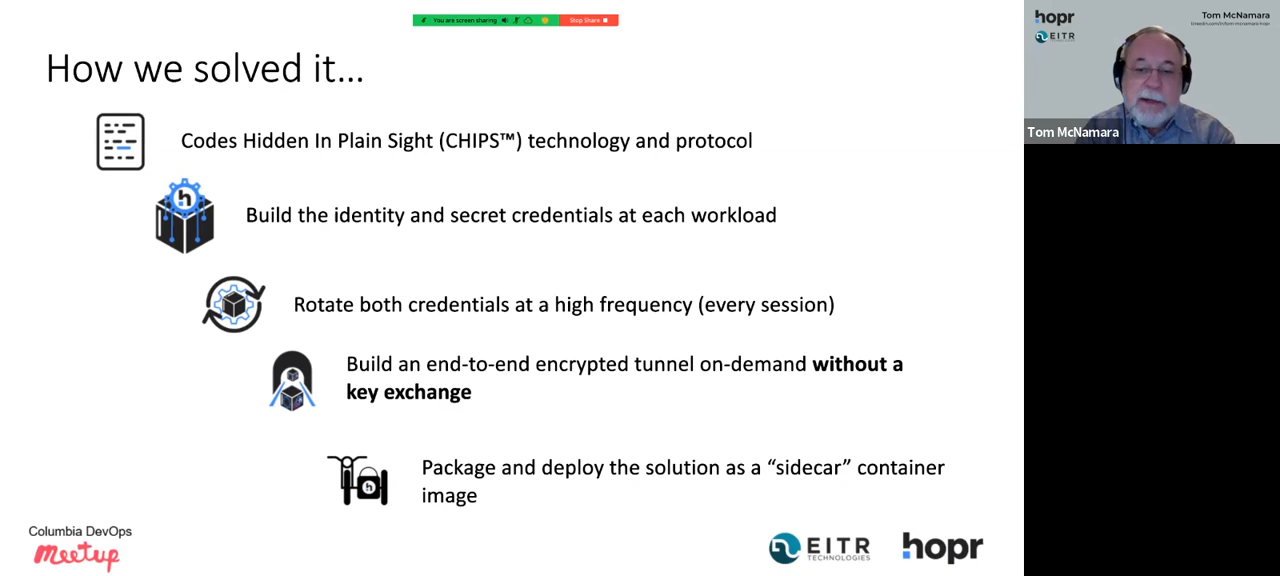 You are screen sharing
Stop Share
hopr
EITR
Tom McNamara
Tom McNamara
How we solved it...
Codes Hidden In Plain Sight (CHIPS™) technology and protocol
Build the identity and secret credentials at each workload
Rotate both credentials at a high frequency (every session)
Build an end-to-end encrypted tunnel on-demand without a
key exchange
Package and deploy the solution as a “sidecar” container
image
Columbia DevOps
Meetup
EITR
TECHNOLOGIES
hopr